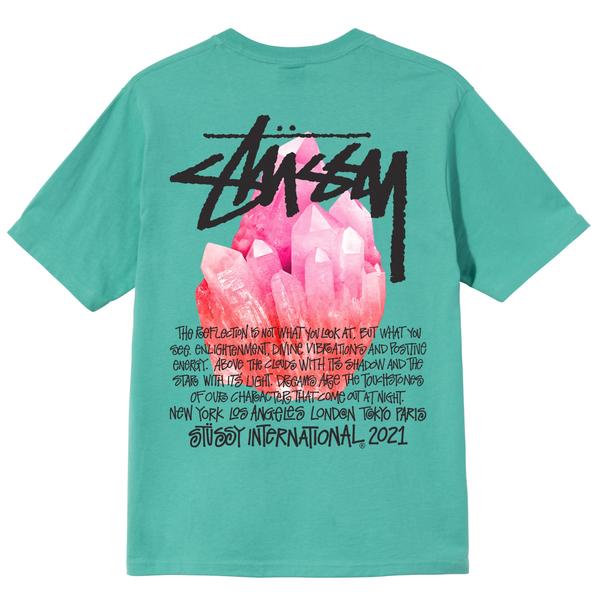 STÜSSY
THE REFLECTION IS NOT WHAT YOU LOOK AT. BUT WHAT YOU
SEE. ENLIGHTENMENT, DIVINE VIBRATIONS AND POSITIVE
ENERGY. ABOVE THE CLOUDS WITH ITS SHADOW AND THE
STAR WITH ITS LIGHT. DREAMS ARE THE TOUCHSTONES
OF OUR CHARACTERS THAT COME OUT AT NIGHT.
NEW YORK LOS ANGELES LONDON TOKYO PARIS
STÜSSY INTERNATIONAL® 2021